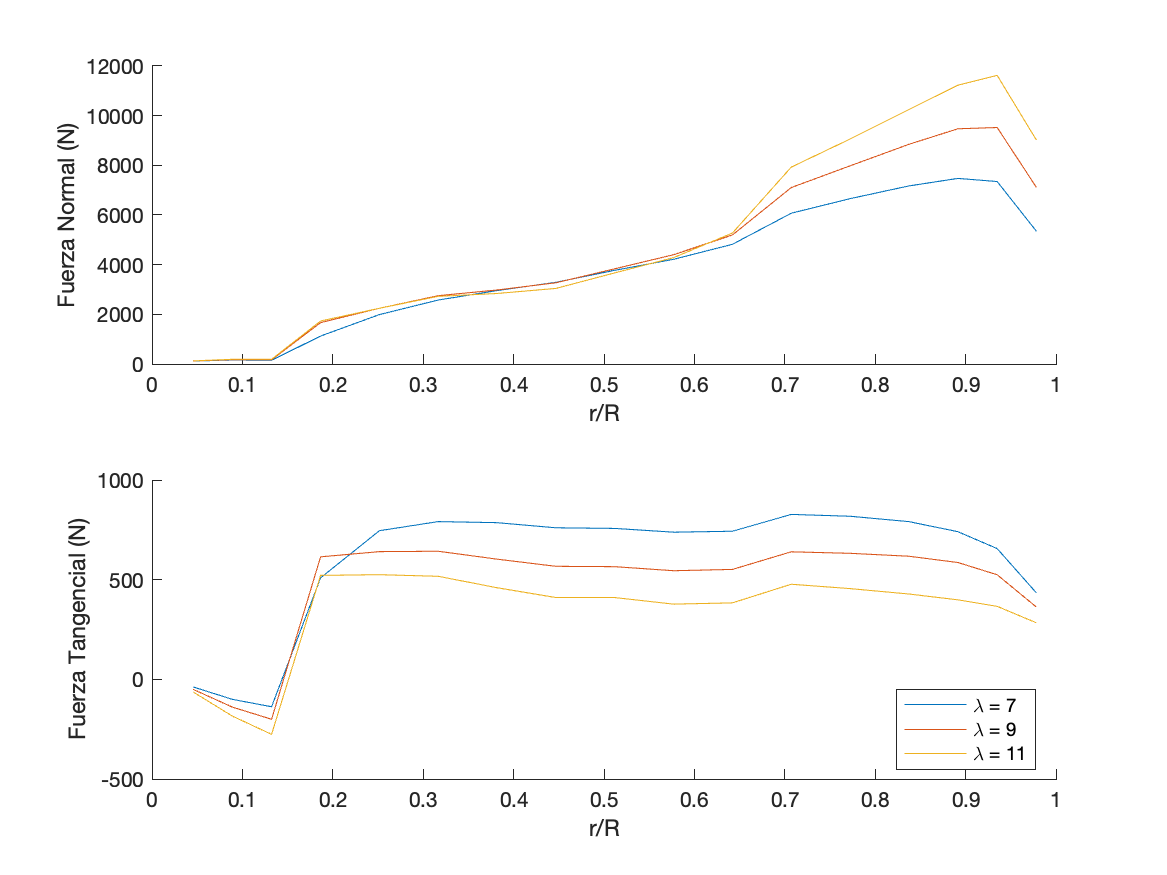 12000
10000
8000
6000
4000
2000
0
Fuerza Normal (N)
0 0.1 0.2 0.3 0.4 0.5 0.6 0.7 0.8 0.9 1
r/R
1000
500
0
-500
Fuerza Tangencial (N)
λ = 7
λ = 9
λ = 11
0 0.1 0.2 0.3 0.4 0.5 0.6 0.7 0.8 0.9 1
r/R